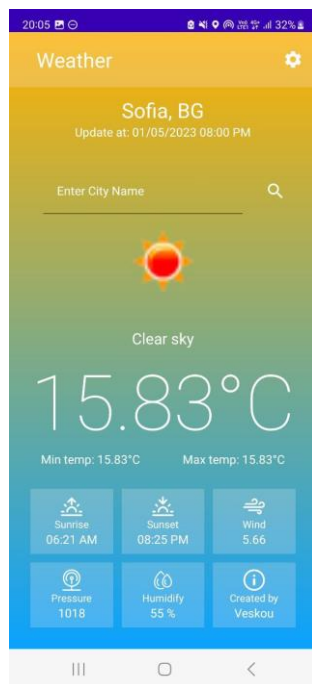 20:05 32%
Weather
Sofia, BG
Update at: 01/05/2023 08:00 PM
Enter City Name
Clear sky
15.83°C
Min temp: 15.83°C Max temp: 15.83°C
Sunrise Sunset Wind
06:21 AM 08:25 PM 5.66
Pressure Humidify Created by
1018 55 % Veskou